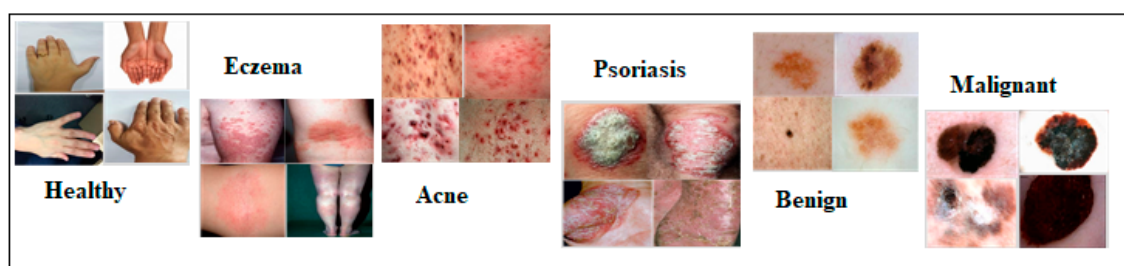 Healthy
Eczema
Acne
Psoriasis
Benign
Malignant